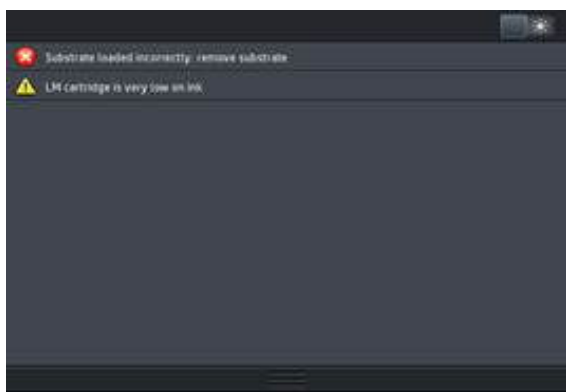 Substrate loaded incorrectly: remove substrate
LM cartridge is very low on ink